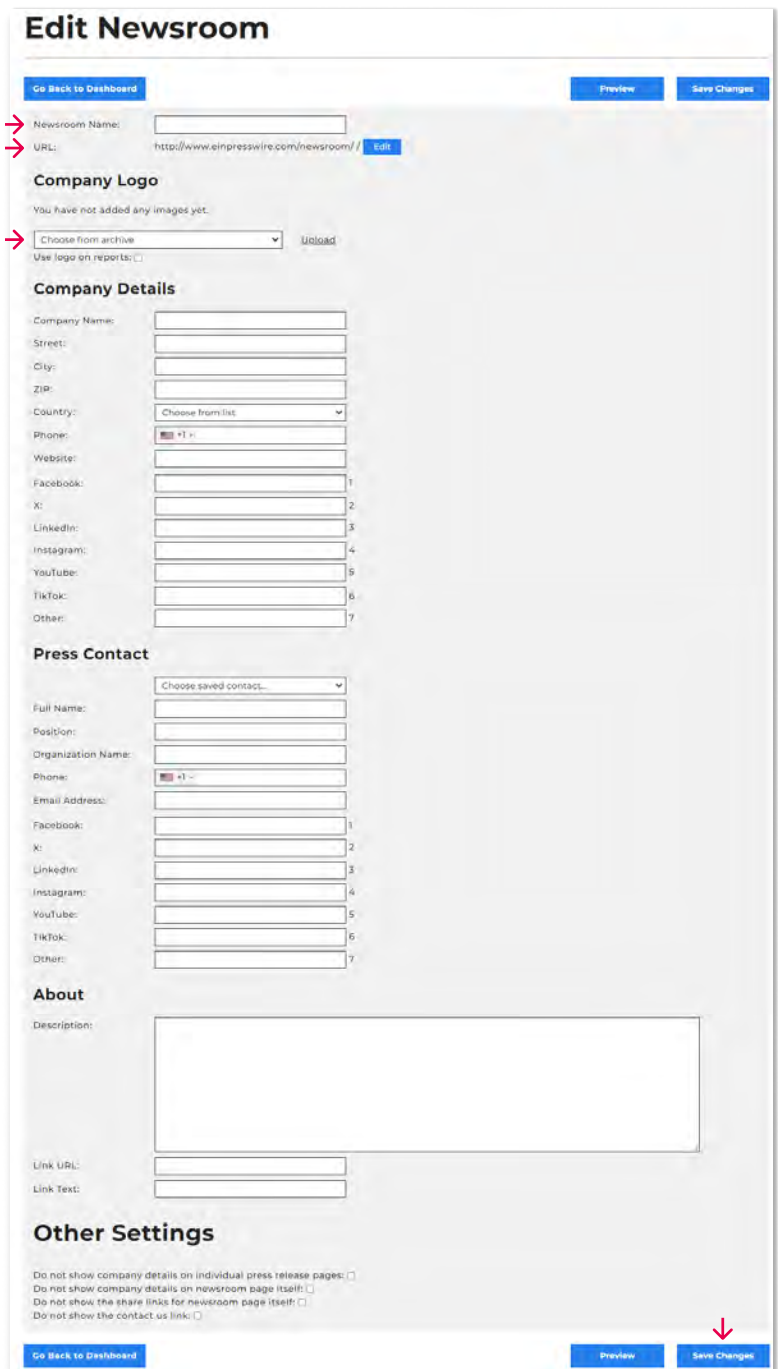 Edit Newsroom
Go Back to Dashboard Preview Save Changes
Newsroom Name:
URL: http://www.einpresswire.com/newsroom/ / Edit
Company Logo
You have not added any images yet.
Choose from archive Upload
Use logo on reports:
Company Details
Company Name:
Street:
City:
ZIP:
Country: Choose from list
Phone: +1 -
Website:
Facebook: 1
X: 2
LinkedIn: 3
Instagram: 4
YouTube: 5
TikTok: 6
Other: 7
Press Contact
Choose saved contact...
Full Name:
Position:
Organization Name:
Phone: +1 -
Email Address:
Facebook: 1
X: 2
LinkedIn: 3
Instagram: 4
YouTube: 5
TikTok: 6
Other: 7
About
Description:
Link URL:
Link Text:
Other Settings
Do not show company details on individual press release pages:
Do not show company details on newsroom page itself:
Do not show the share links for newsroom page itself:
Do not show the contact us link:
Go Back to Dashboard Preview Save Changes